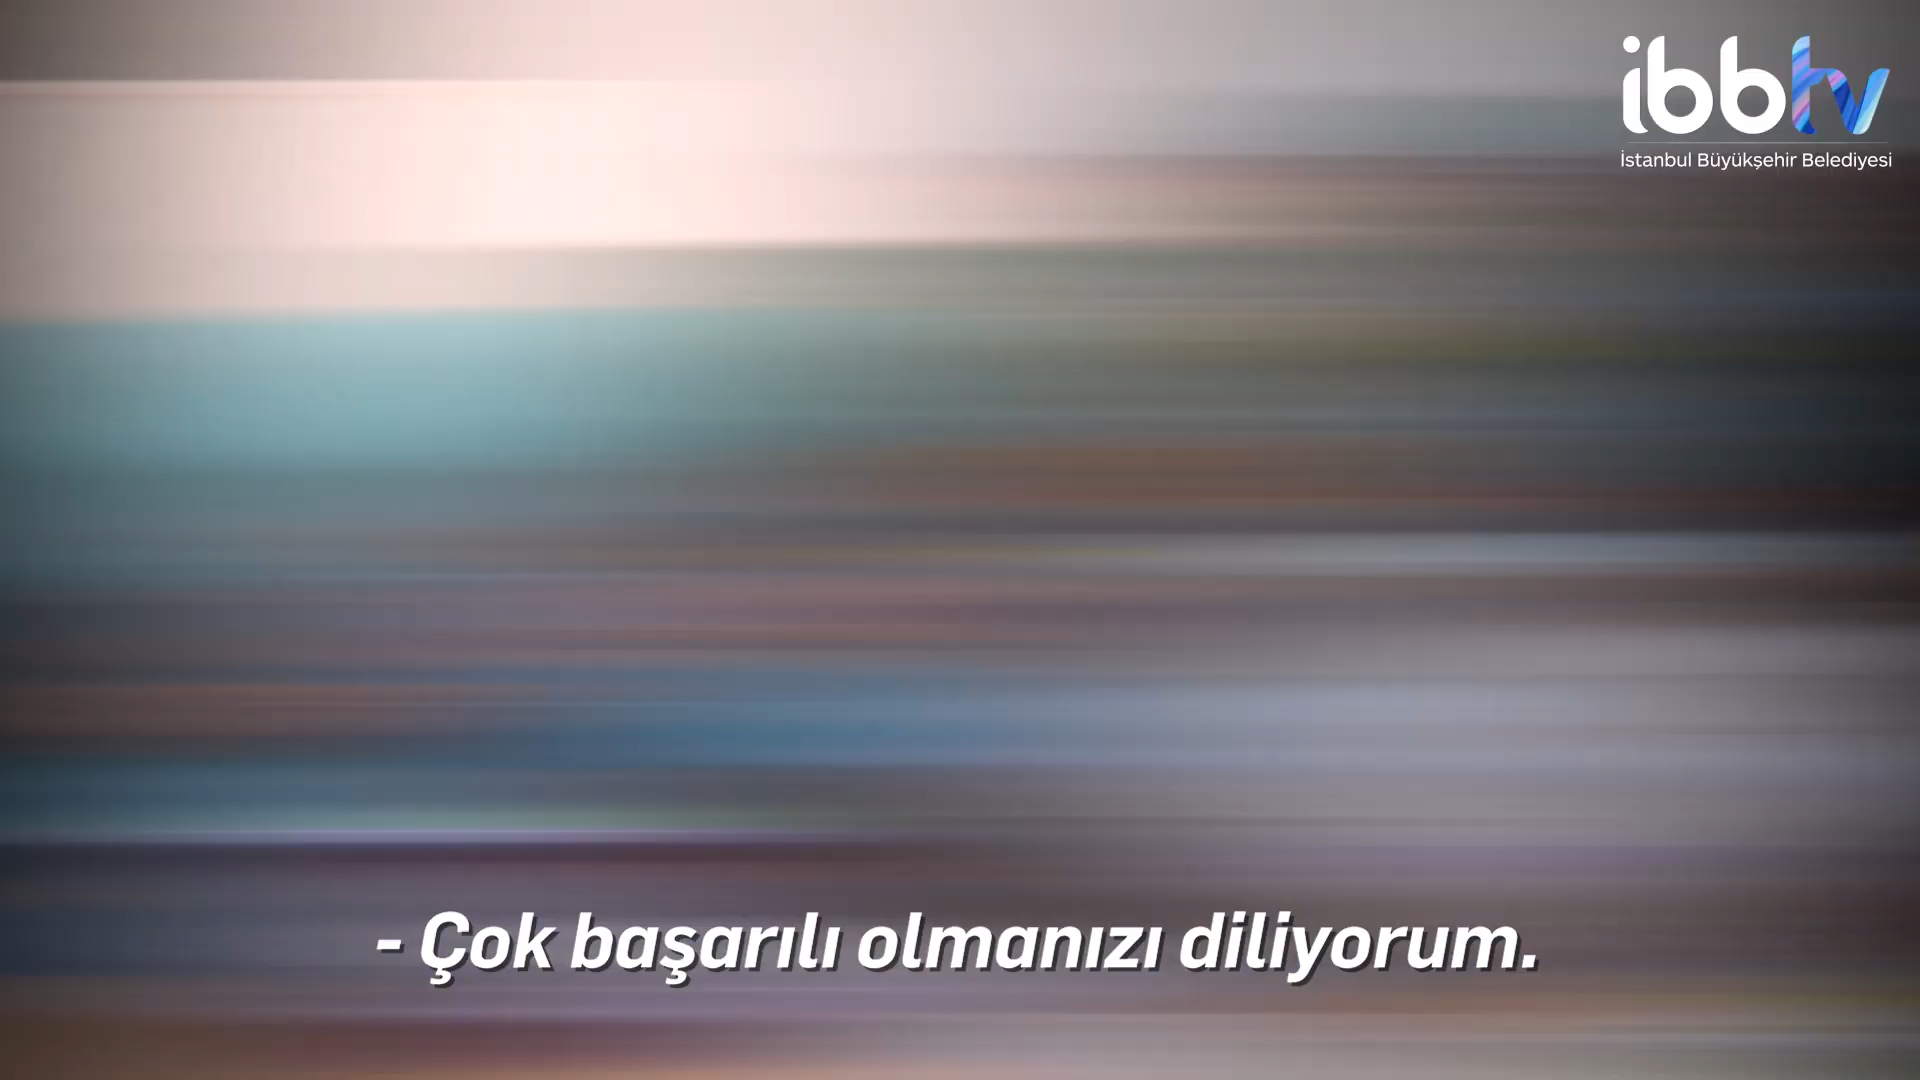 ibbtv
İstanbul Büyükşehir Belediyesi
- Çok başarılı olmanızı diliyorum.